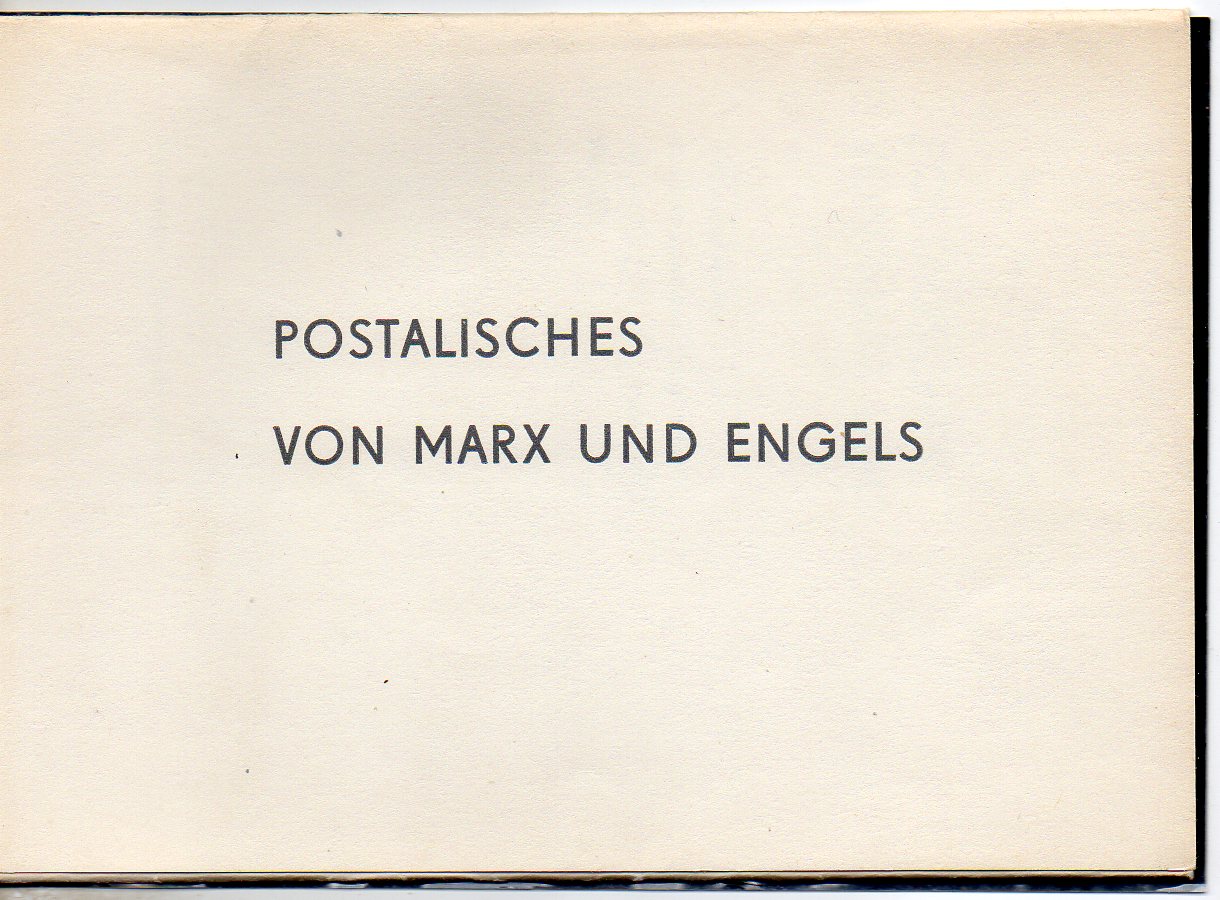 POSTALISCHES
VON MARX UND ENGELS